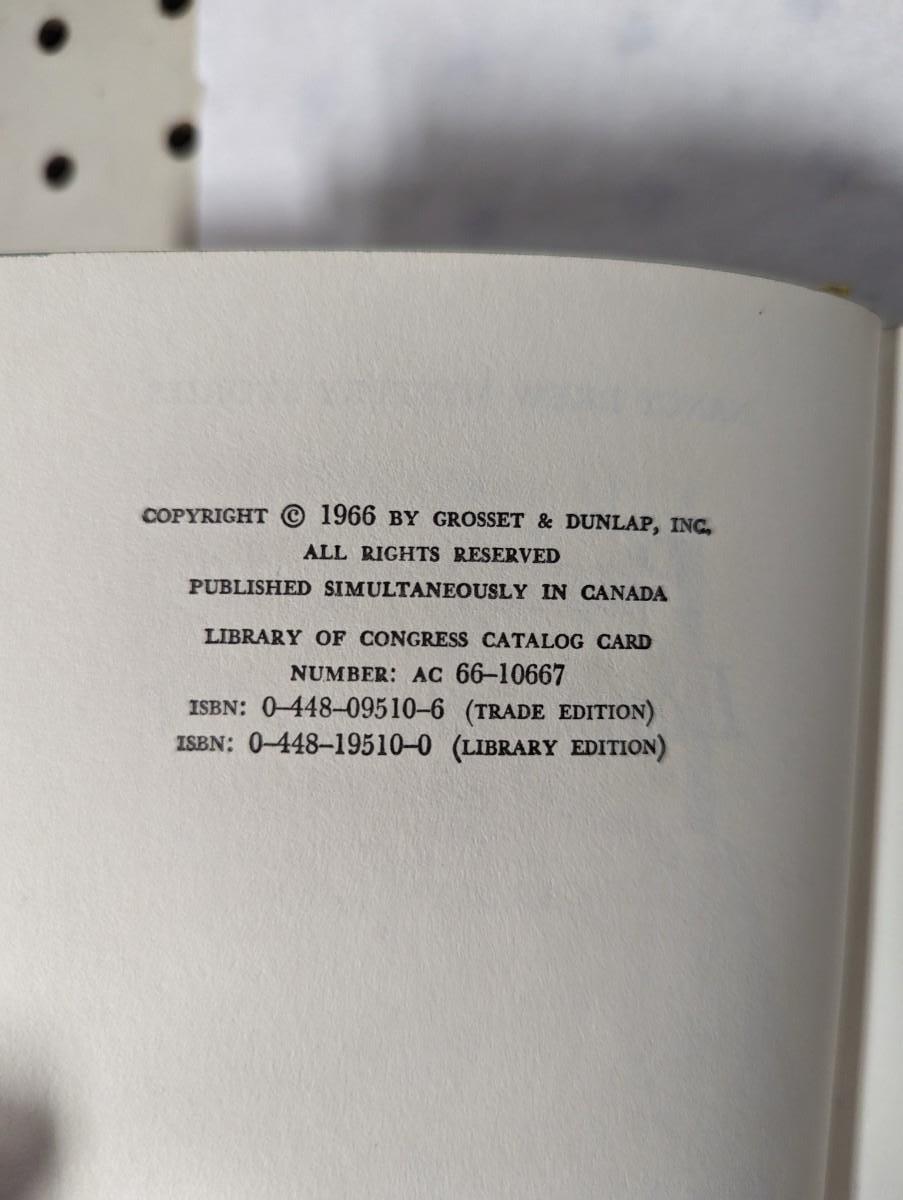 COPYRIGHT © 1966 BY GROSSET & DUNLAP, INC.
ALL RIGHTS RESERVED
PUBLISHED SIMULTANEOUSLY IN CANADA
LIBRARY OF CONGRESS CATALOG CARD
NUMBER: AC 66–10667
ISBN: 0–448–09510–6 (TRADE EDITION)
ISBN: 0–448–19510–0 (LIBRARY EDITION)